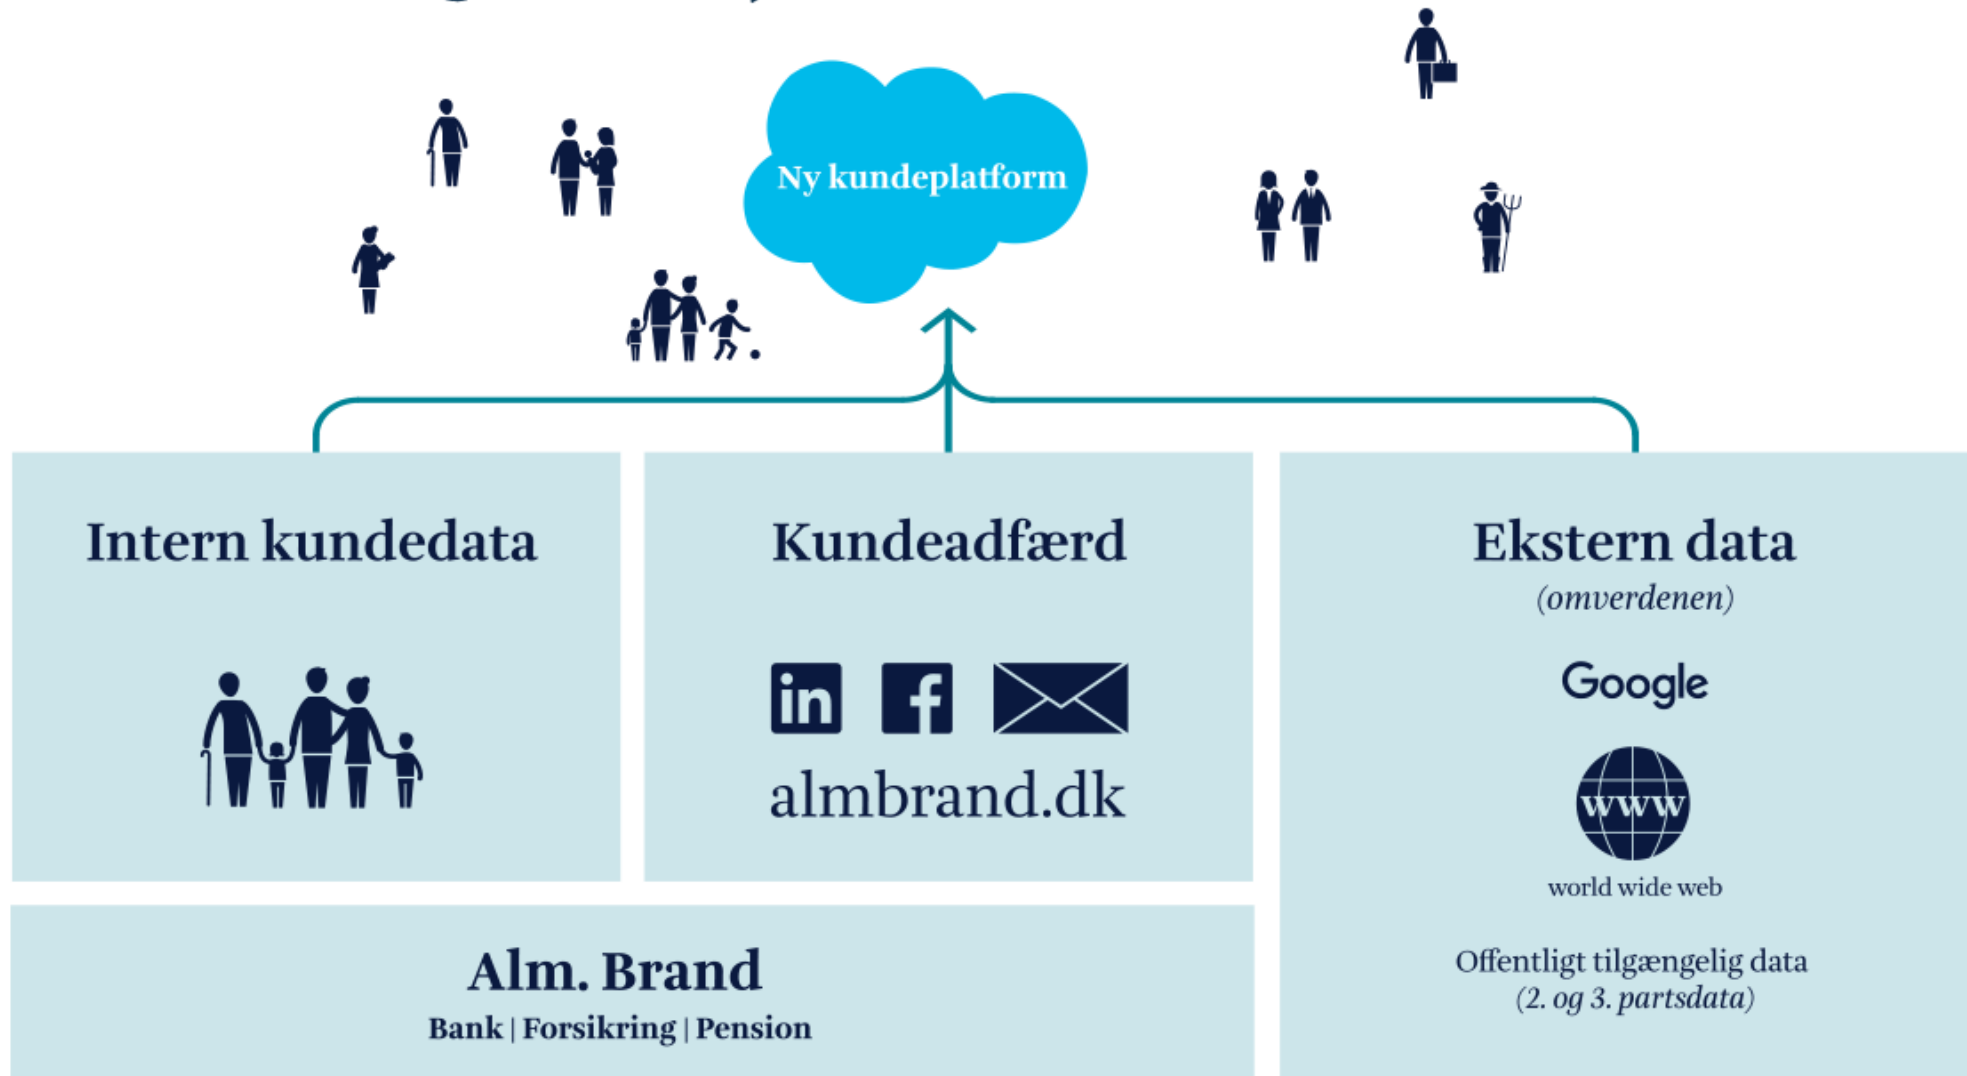 Ny kundeplatform
Intern kundedata
Kundeadfærd
in f
almbrand.dk
Ekstern data
(omverdenen)
Google
www
world wide web
Offentligt tilgængelig data
(2. og 3. partsdata)
Alm. Brand
Bank | Forsikring | Pension